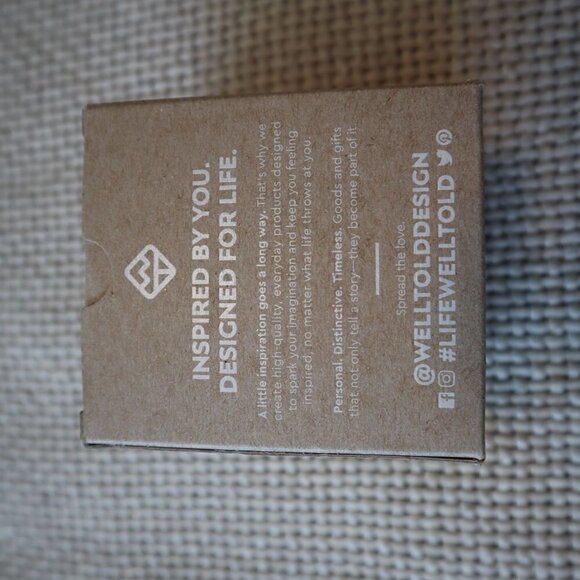 INSPIRED BY YOU.
DESIGNED FOR LIFE.
A little inspiration goes a long way. That's why we
create high-quality, everyday products designed
to spark your imagination and keep you feeling
inspired, no matter what life throws at you.
Personal. Distinctive. Timeless. Goods and gifts
that not only tell a story—they become part of it.
Spread the love.
@WELLTOLDDESIGN
#LIFEWELLTOLD